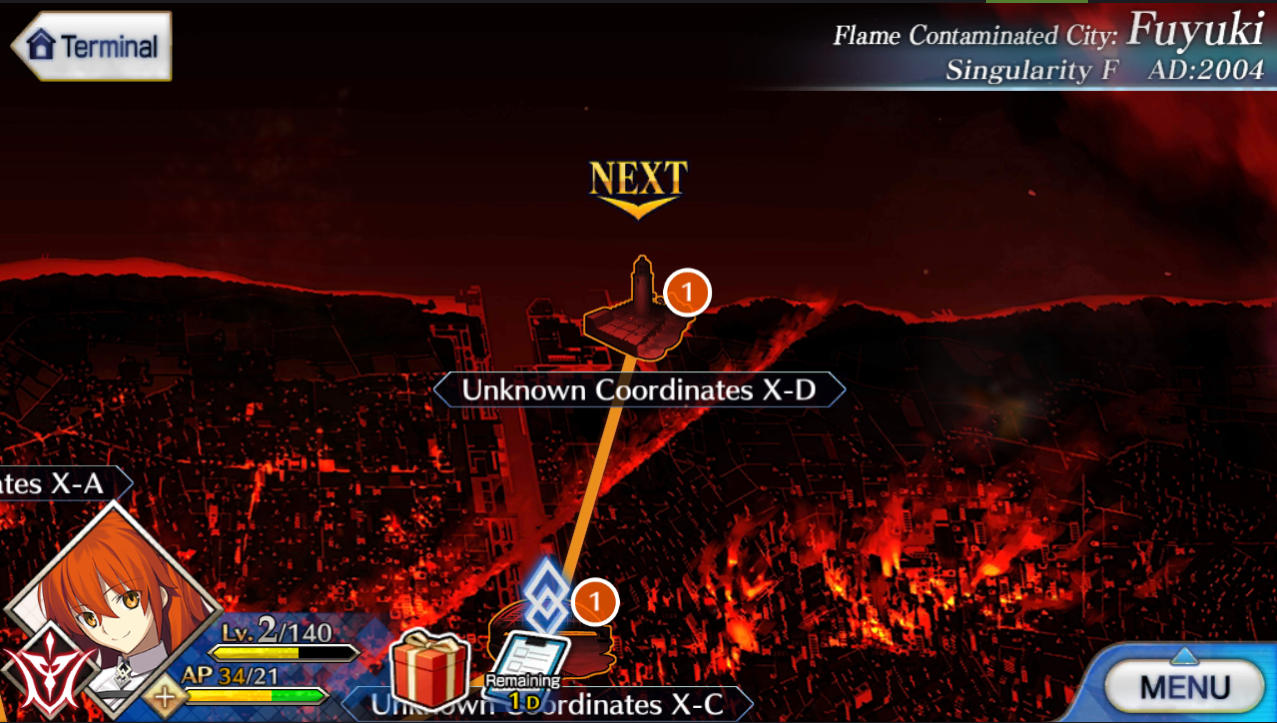 Terminal
Flame Contaminated City: Fuyuki
Singularity F AD:2004
NEXT
1
Unknown Coordinates X-D
ates X-A
1
Lv. 2/140
AP 34/21
Remaining
1D
Unknown Coordinates X-C
MENU